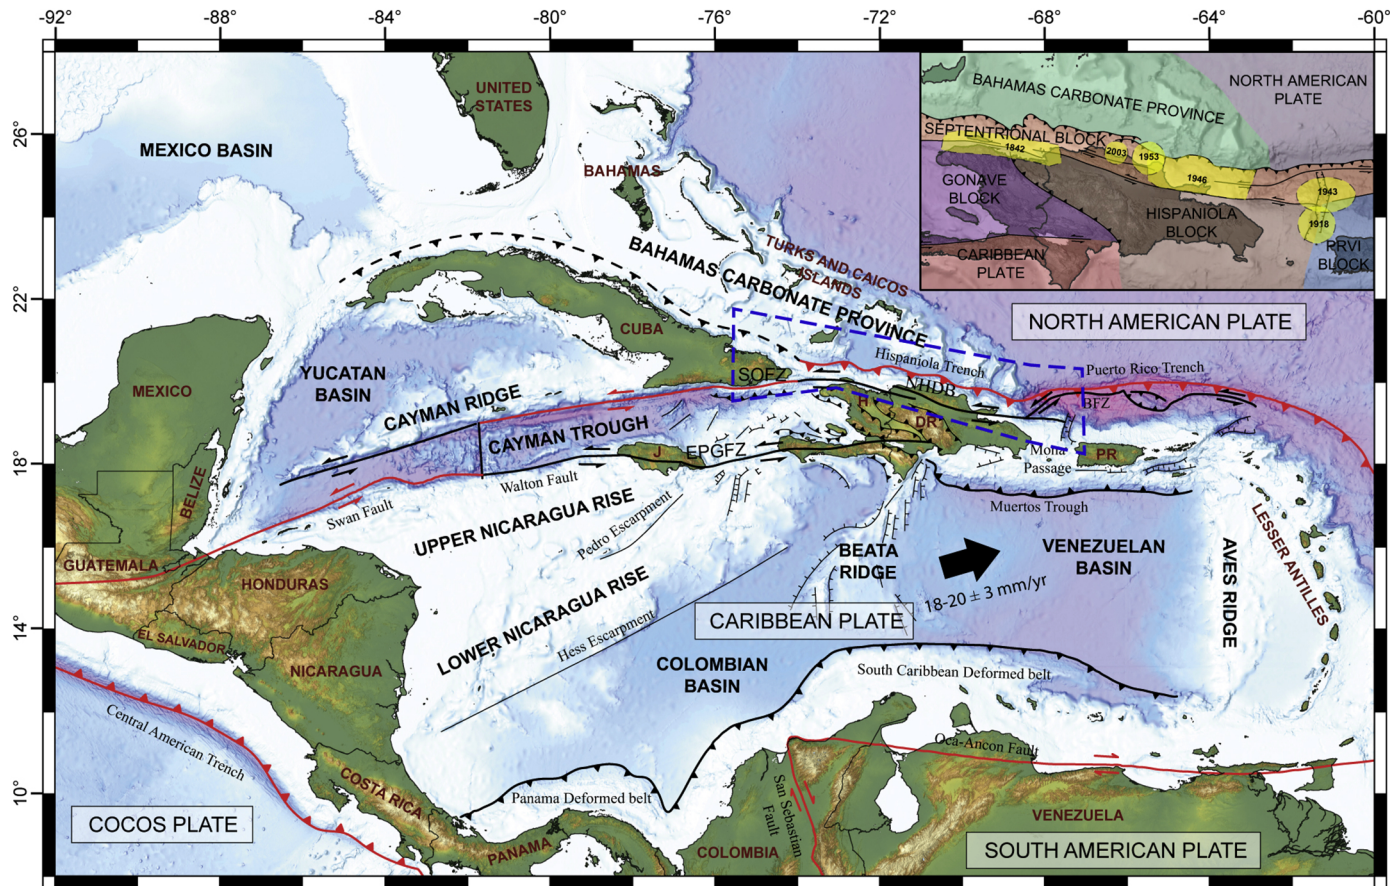 -92 -88 -84 -80 -76 -72 -68 -64 -60
26°
22°
18°
14°
10°
UNITED
STATES
MEXICO BASIN
BAHAMAS
BAHAMAS CARBONATE PROVINCE
TURKS AND CAICOS
ISLANDS
BAHAMAS CARBONATE PROVINCE
NORTH AMERICAN
PLATE
SEPTENTRIONAL BLOCK
1842
2003
1953
1946
1943
1918
GONAVE
BLOCK
HISPANIOLA
BLOCK
CARIBBEAN
PLATE
PRVI
BLOCK
NORTH AMERICAN PLATE
CUBA
SOFZ
Hispaniola Trench
Puerto Rico Trench
NHDB
BFZ
MEXICO
YUCATAN
BASIN
CAYMAN RIDGE
CAYMAN TROUGH
H
DR
J
EPGFZ
Mona
Passage
PR
BELIZE
Swan Fault
Walton Fault
Muertos Trough
UPPER NICARAGUA RISE
Pedro Escarpment
BEATA
RIDGE
VENEZUELAN
BASIN
AVES RIDGE
LESSER ANTILLES
GUATEMALA
HONDURAS
18-20 ± 3 mm/yr
LOWER NICARAGUA RISE
Hess Escarpment
CARIBBEAN PLATE
EL SALVADOR
NICARAGUA
COLOMBIAN
BASIN
South Caribbean Deformed belt
Central American Trench
Oca-Ancon Fault
COSTA RICA
Panama Deformed belt
San Sebastian
Fault
COCOS PLATE
PANAMA
COLOMBIA
VENEZUELA
SOUTH AMERICAN PLATE